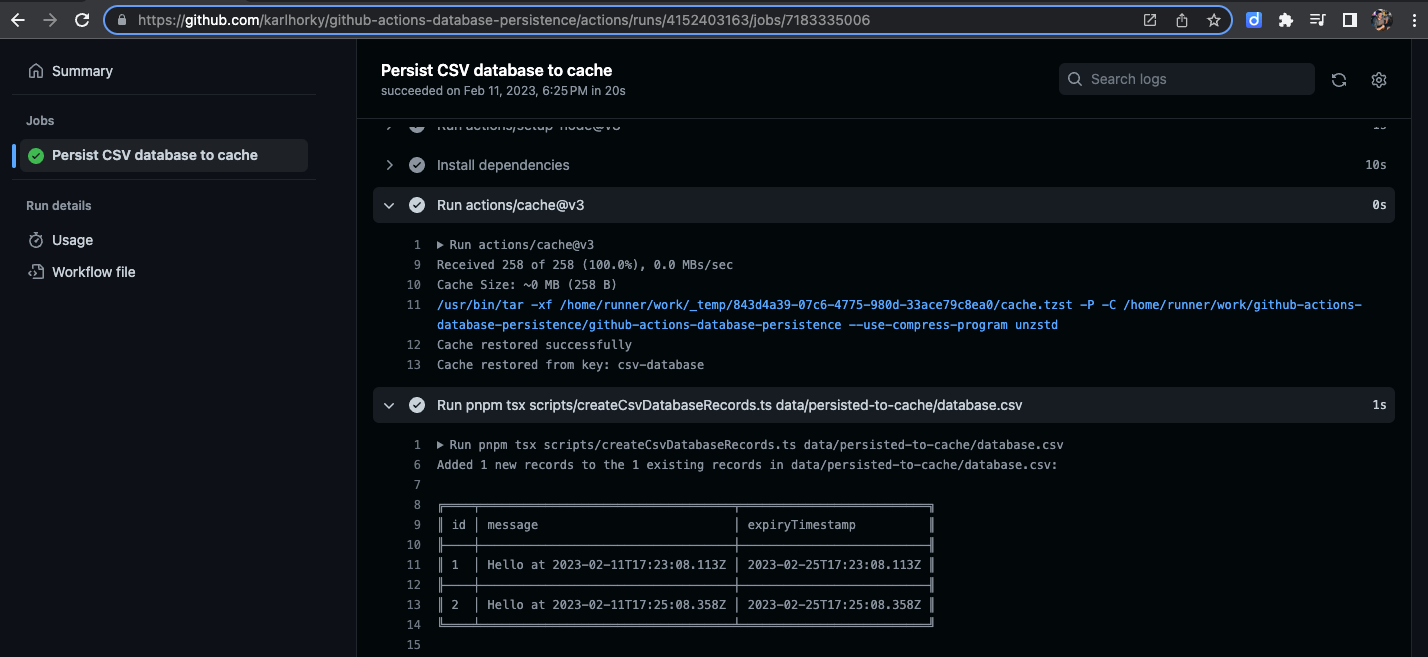 https://github.com/karlhorky/github-actions-database-persistence/actions/runs/4152403163/jobs/7183335006
Summary
Jobs
Persist CSV database to cache
Run details
Usage
Workflow file
Persist CSV database to cache
succeeded on Feb 11, 2023, 6:25 PM in 20s
Search logs
Run actions/setup-node@v3 1s
Install dependencies 10s
Run actions/cache@v3 0s
1 Run actions/cache@v3
9 Received 258 of 258 (100.0%), 0.0 MBs/sec
10 Cache Size: ~0 MB (258 B)
11 /usr/bin/tar -xf /home/runner/work/_temp/843d4a39-07c6-4775-980d-33ace79c8ea0/cache.tzst -P -C /home/runner/work/github-actions-
database-persistence/github-actions-database-persistence --use-compress-program unzstd
12 Cache restored successfully
13 Cache restored from key: csv-database
Run pnpm tsx scripts/createCsvDatabaseRecords.ts data/persisted-to-cache/database.csv 1s
1 Run pnpm tsx scripts/createCsvDatabaseRecords.ts data/persisted-to-cache/database.csv
6 Added 1 new records to the 1 existing records in data/persisted-to-cache/database.csv:
7
8
9 id message expiryTimestamp
10
11 1 Hello at 2023-02-11T17:23:08.113Z 2023-02-25T17:23:08.113Z
12
13 2 Hello at 2023-02-11T17:25:08.358Z 2023-02-25T17:25:08.358Z
14
15